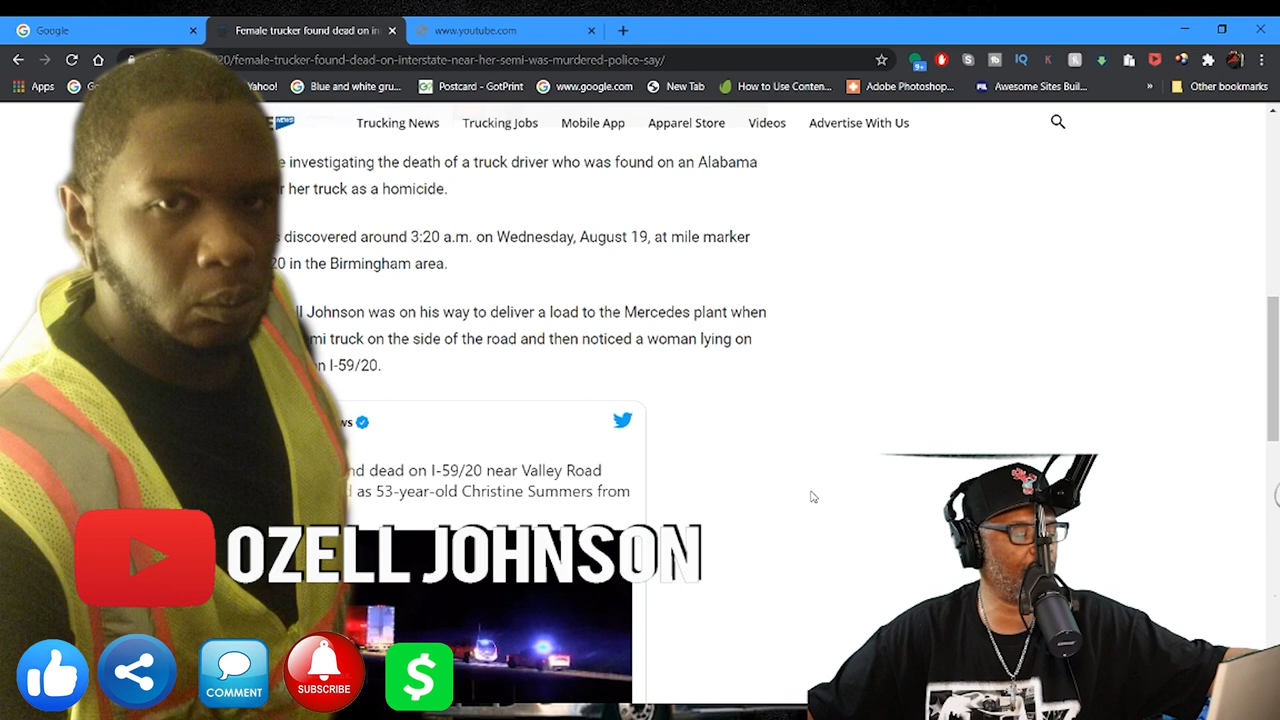 Google
Female trucker found dead on in
www.youtube.com
20/female-trucker-found-dead-on-interstate-near-her-semi-was-murdered-police-say/
Apps
Yahoo!
Blue and white gru...
Postcard - GotPrint
www.google.com
New Tab
How to Use Conten...
Adobe Photoshop...
Awesome Sites Buil...
Other bookmarks
NEWS
Trucking News
Trucking Jobs
Mobile App
Apparel Store
Videos
Advertise With Us
investigating the death of a truck driver who was found on an Alabama
her truck as a homicide.
discovered around 3:20 a.m. on Wednesday, August 19, at mile marker
20 in the Birmingham area.
Johnson was on his way to deliver a load to the Mercedes plant when
truck on the side of the road and then noticed a woman lying on
I-59/20.
dead on I-59/20 near Valley Road
as 53-year-old Christine Summers from
OZELL JOHNSON
COMMENT
SUBSCRIBE
$